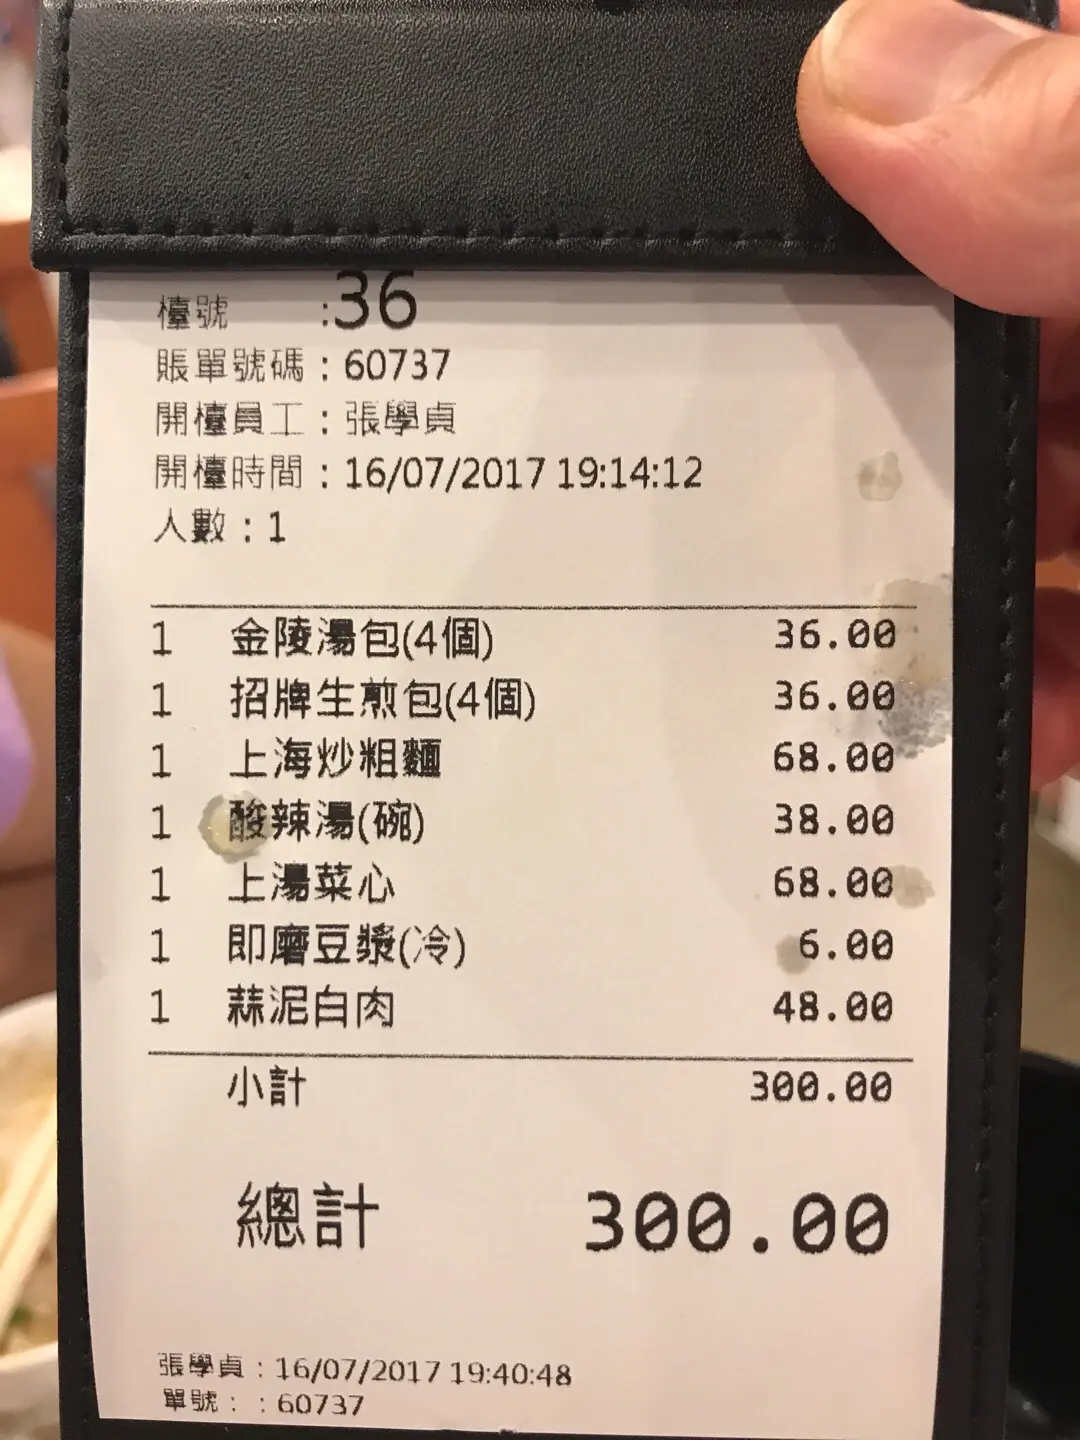 檯號 :36
賬單號碼 : 60737
開檯員工 : 張學貞
開檯時間 : 16/07/2017 19:14:12
人數 : 1
1 金陵湯包(4個) 36.00
1 招牌生煎包(4個) 36.00
1 上海炒粗麵 68.00
1 酸辣湯(碗) 38.00
1 上湯菜心 68.00
1 即磨豆漿(冷) 6.00
1 蒜泥白肉 48.00
小計 300.00
總計 300.00
張學貞 : 16/07/2017 19:40:48
單號 : : 60737